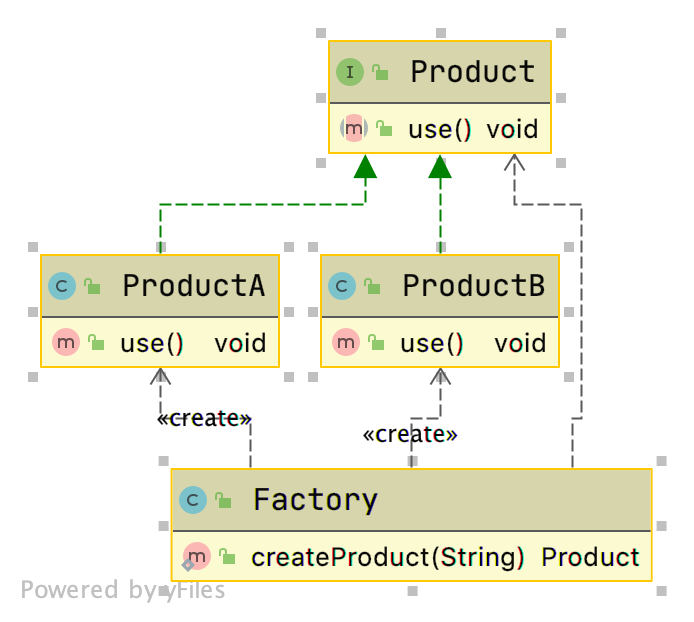 I Product
m use() void
C ProductA
m use() void
C ProductB
m use() void
«create»
«create»
C Factory
m createProduct(String) Product
Powered by yFiles